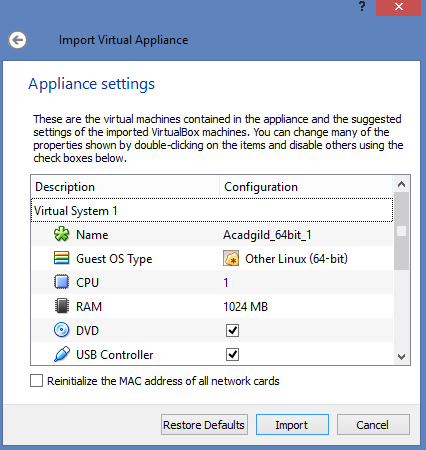 ?
Import Virtual Appliance
Appliance settings
These are the virtual machines contained in the appliance and the suggested
settings of the imported VirtualBox machines. You can change many of the
properties shown by double-clicking on the items and disable others using the
check boxes below.
Description Configuration
Virtual System 1
Name Acadgild_64bit_1
Guest OS Type Other Linux (64-bit)
CPU 1
RAM 1024 MB
DVD
USB Controller
Reinitialize the MAC address of all network cards
Restore Defaults Import Cancel